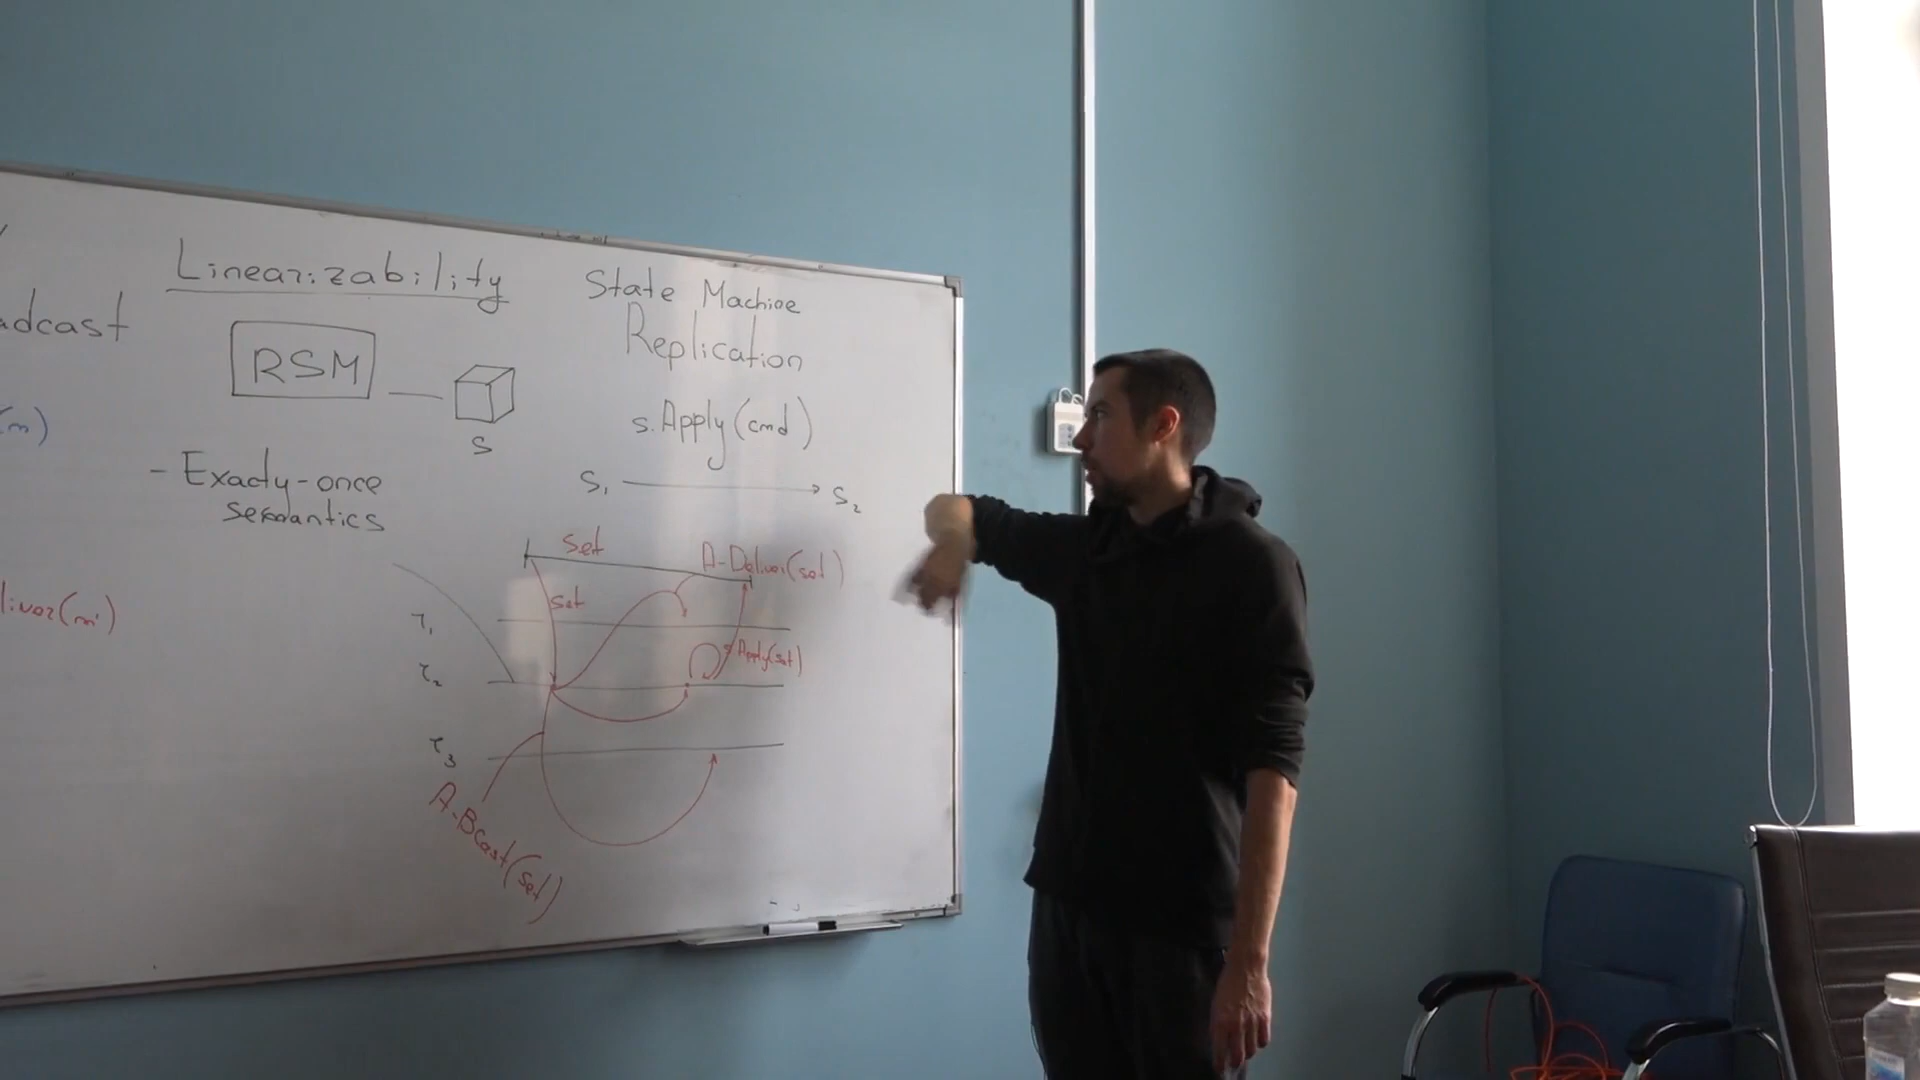 adcast
(m)
liver(m')
Linearizability
RSM
S
- Exactly-once
semantics
State Machine
Replication
s.Apply(cmd)
S₁ → S₂
set
A-Deliver(set)
set
r₁
s.Apply(set)
r₂
r₃
A-Bcast(set)